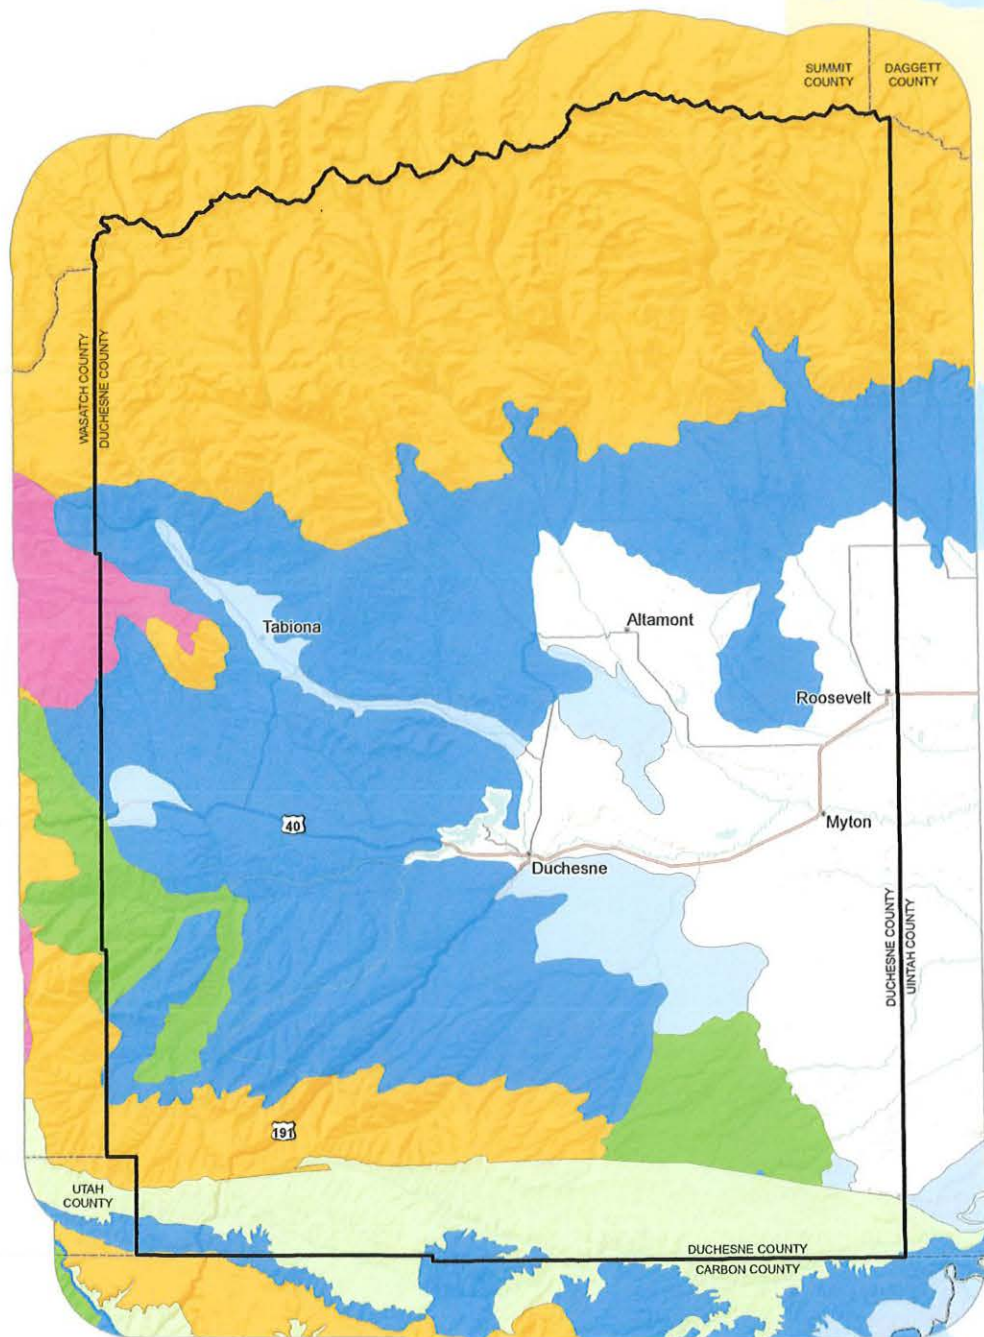 SUMMIT
COUNTY
DAGGETT
COUNTY
WASATCH COUNTY
DUCHESNE COUNTY
Tabiona
Altamont
Roosevelt
40
Myton
Duchesne
DUCHESNE COUNTY
UINTAH COUNTY
191
UTAH
COUNTY
DUCHESNE COUNTY
CARBON COUNTY